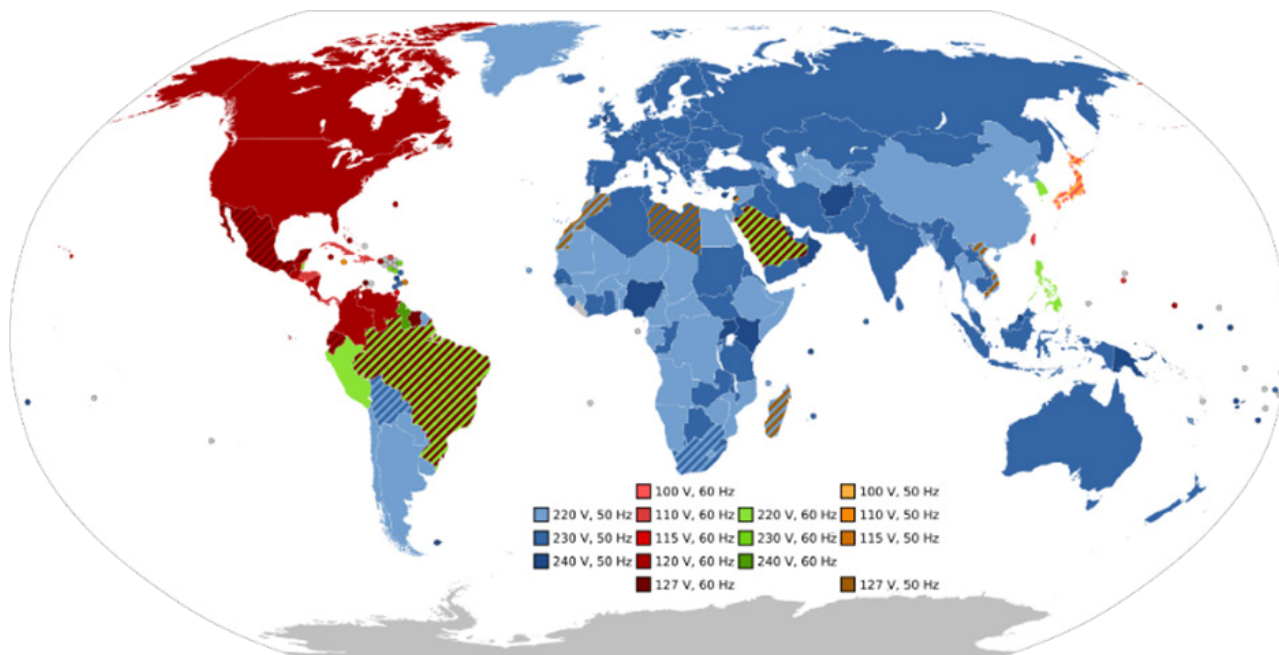 100 V, 60 Hz 100 V, 50 Hz
220 V, 50 Hz 110 V, 60 Hz 220 V, 60 Hz 110 V, 50 Hz
230 V, 50 Hz 115 V, 60 Hz 230 V, 60 Hz 115 V, 50 Hz
240 V, 50 Hz 120 V, 60 Hz 240 V, 60 Hz
127 V, 60 Hz 127 V, 50 Hz